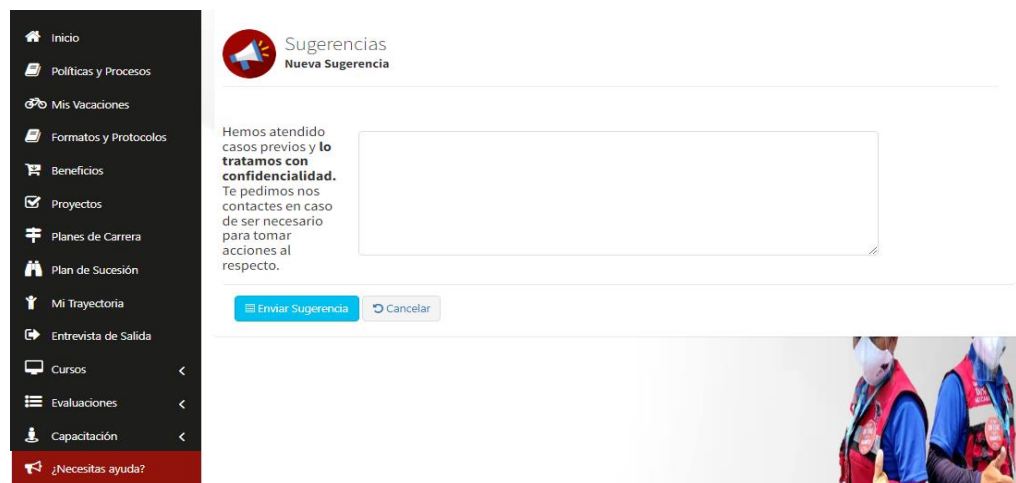 Inicio
Políticas y Procesos
Mis Vacaciones
Formatos y Protocolos
Beneficios
Proyectos
Planes de Carrera
Plan de Sucesión
Mi Trayectoria
Entrevista de Salida
Cursos
Evaluaciones
Capacitación
¿Necesitas ayuda?
Sugerencias
Nueva Sugerencia
Hemos atendido
casos previos y lo
tratamos con
confidencialidad.
Te pedimos nos
contactes en caso
de ser necesario
para tomar
acciones al
respecto.
Enviar Sugerencia
Cancelar